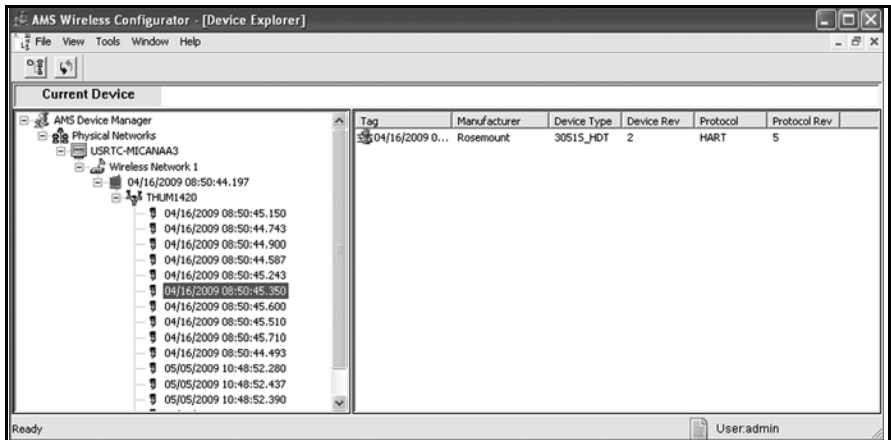 AMS Wireless Configurator - [Device Explorer]
File View Tools Window Help
Current Device
AMS Device Manager
Physical Networks
USRTC-MICANAA3
Wireless Network 1
04/16/2009 08:50:44.197
THUM1420
04/16/2009 08:50:45.150
04/16/2009 08:50:44.743
04/16/2009 08:50:44.900
04/16/2009 08:50:44.587
04/16/2009 08:50:45.243
04/16/2009 08:50:45.350
04/16/2009 08:50:45.600
04/16/2009 08:50:45.510
04/16/2009 08:50:45.710
04/16/2009 08:50:44.493
05/05/2009 10:48:52.280
05/05/2009 10:48:52.437
05/05/2009 10:48:52.390
Tag Manufacturer Device Type Device Rev Protocol Protocol Rev
04/16/2009 0... Rosemount 3051S_HDT 2 HART 5
Ready User:admin